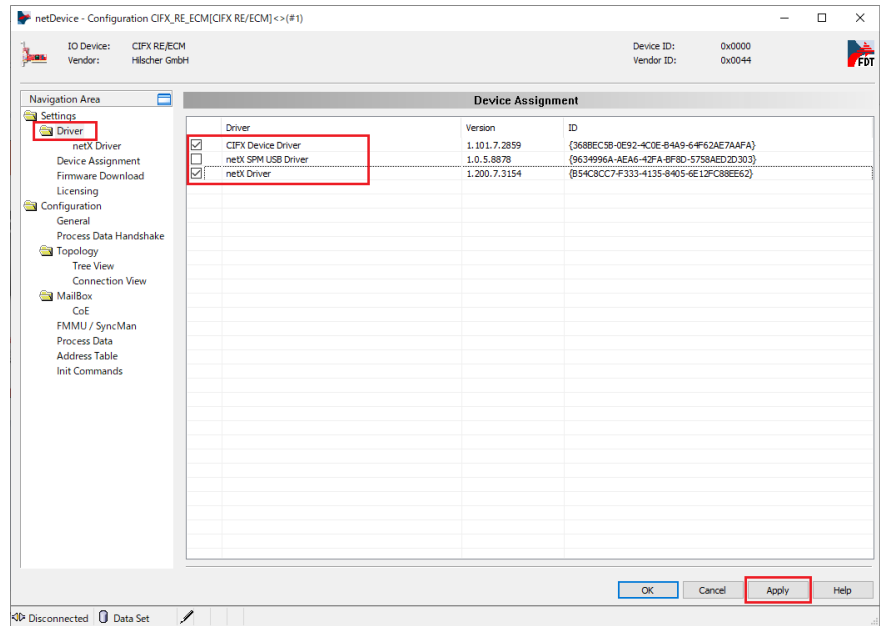 netDevice - Configuration CIFX_RE_ECM[CIFX RE/ECM]<>(#1)
IO Device: CIFX RE/ECM Device ID: 0x0000
Vendor: Hilscher GmbH Vendor ID: 0x0044
FDT
Navigation Area
Device Assignment
Settings
Driver
netX Driver
Device Assignment
Firmware Download
Licensing
Configuration
General
Process Data Handshake
Topology
Tree View
Connection View
MailBox
CoE
FMMU / SyncMan
Process Data
Address Table
Init Commands
Driver Version ID
CIFX Device Driver 1.101.7.2859 {368BEC5B-0E92-4C0E-B4A9-64F62AE7AAFA}
netX SPM USB Driver 1.0.5.8878 {9634996A-AEA6-42FA-BF8D-5758AED2D303}
netX Driver 1.200.7.3154 {B54C8CC7-F333-4135-8405-6E12FC88EE62}
OK Cancel Apply Help
Disconnected Data Set